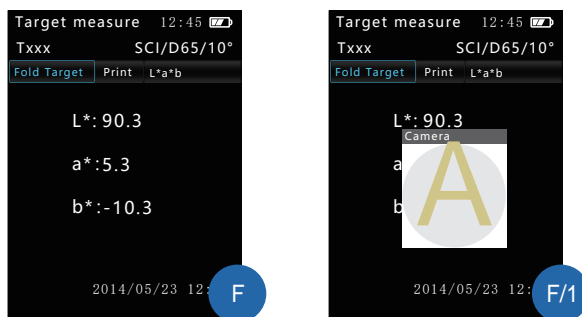 Target measure 12:45
Txxx SCI/D65/10°
Fold Target Print L*a*b
L*: 90.3
a*:5.3
b*:-10.3
2014/05/23 12:
F
Target measure 12:45
Txxx SCI/D65/10°
Fold Target Print L*a*b
L*: 90.3
Camera
a
A
b
2014/05/23 12:
F/1